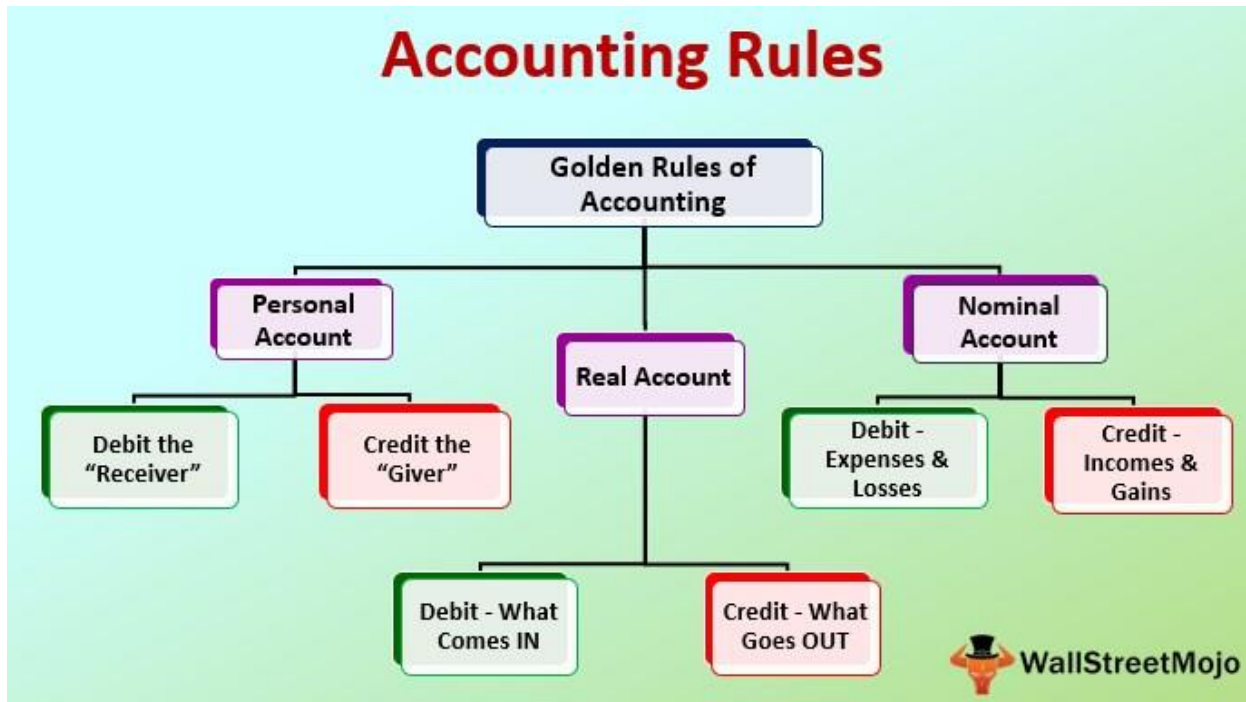 Accounting Rules
Golden Rules of
Accounting
Personal
Account
Real Account
Nominal
Account
Debit the
“Receiver”
Credit the
“Giver”
Debit -
Expenses &
Losses
Credit -
Incomes &
Gains
Debit - What
Comes IN
Credit - What
Goes OUT
WallStreetMojo